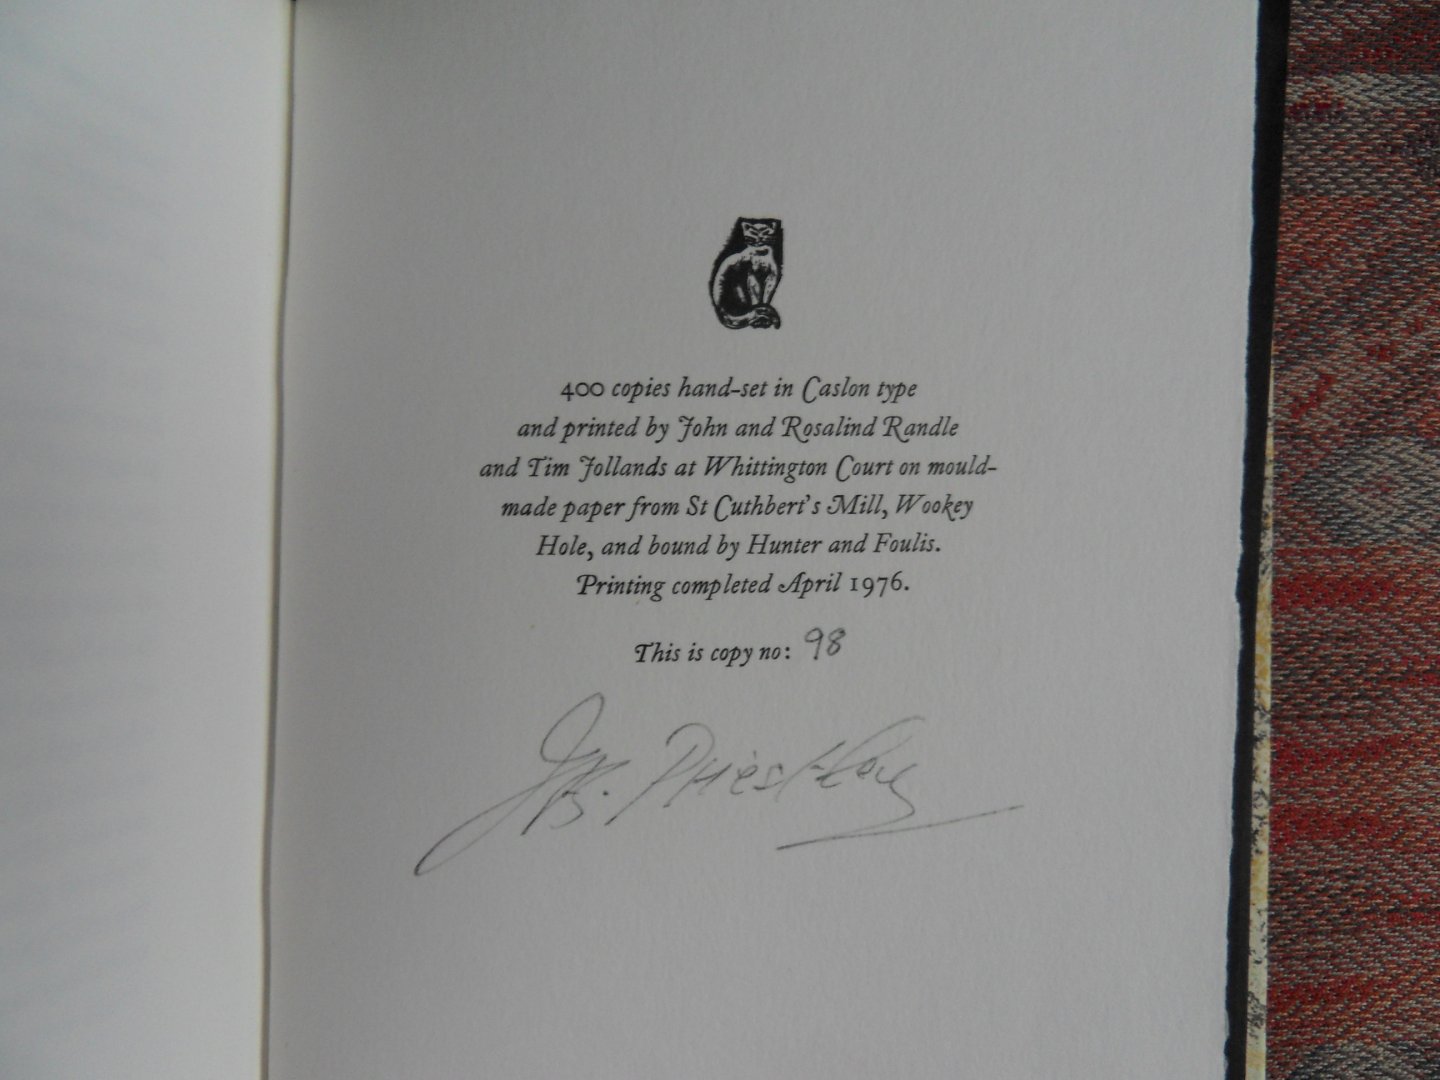 400 copies hand-set in Caslon type
and printed by John and Rosalind Randle
and Tim Jollands at Whittington Court on mould-
made paper from St Cuthbert's Mill, Wookey
Hole, and bound by Hunter and Foulis.
Printing completed April 1976.
This is copy no: 98
JB. Priestley